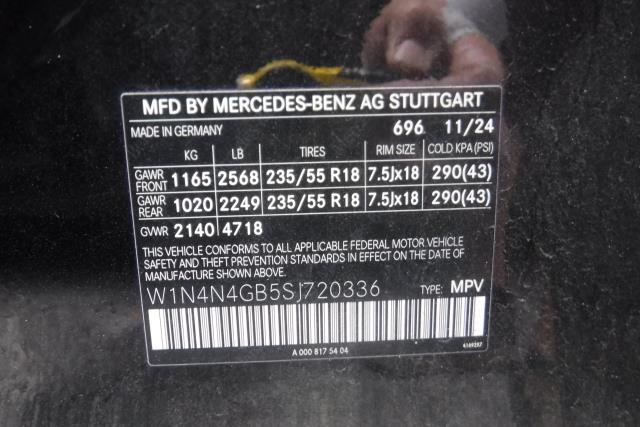 MFD BY MERCEDES-BENZ AG STUTTGART
MADE IN GERMANY 696 11/24
KG LB TIRES RIM SIZE COLD KPA (PSI)
GAWR FRONT 1165 2568 235/55 R18 7.5Jx18 290(43)
GAWR REAR 1020 2249 235/55 R18 7.5Jx18 290(43)
GVWR 2140 4718
THIS VEHICLE CONFORMS TO ALL APPLICABLE FEDERAL MOTOR VEHICLE
SAFETY AND THEFT PREVENTION STANDARDS IN EFFECT ON THE DATE
OF MANUFACTURE SHOWN ABOVE.
W1N4N4GB5SJ720336 TYPE: MPV
A 000 817 54 04